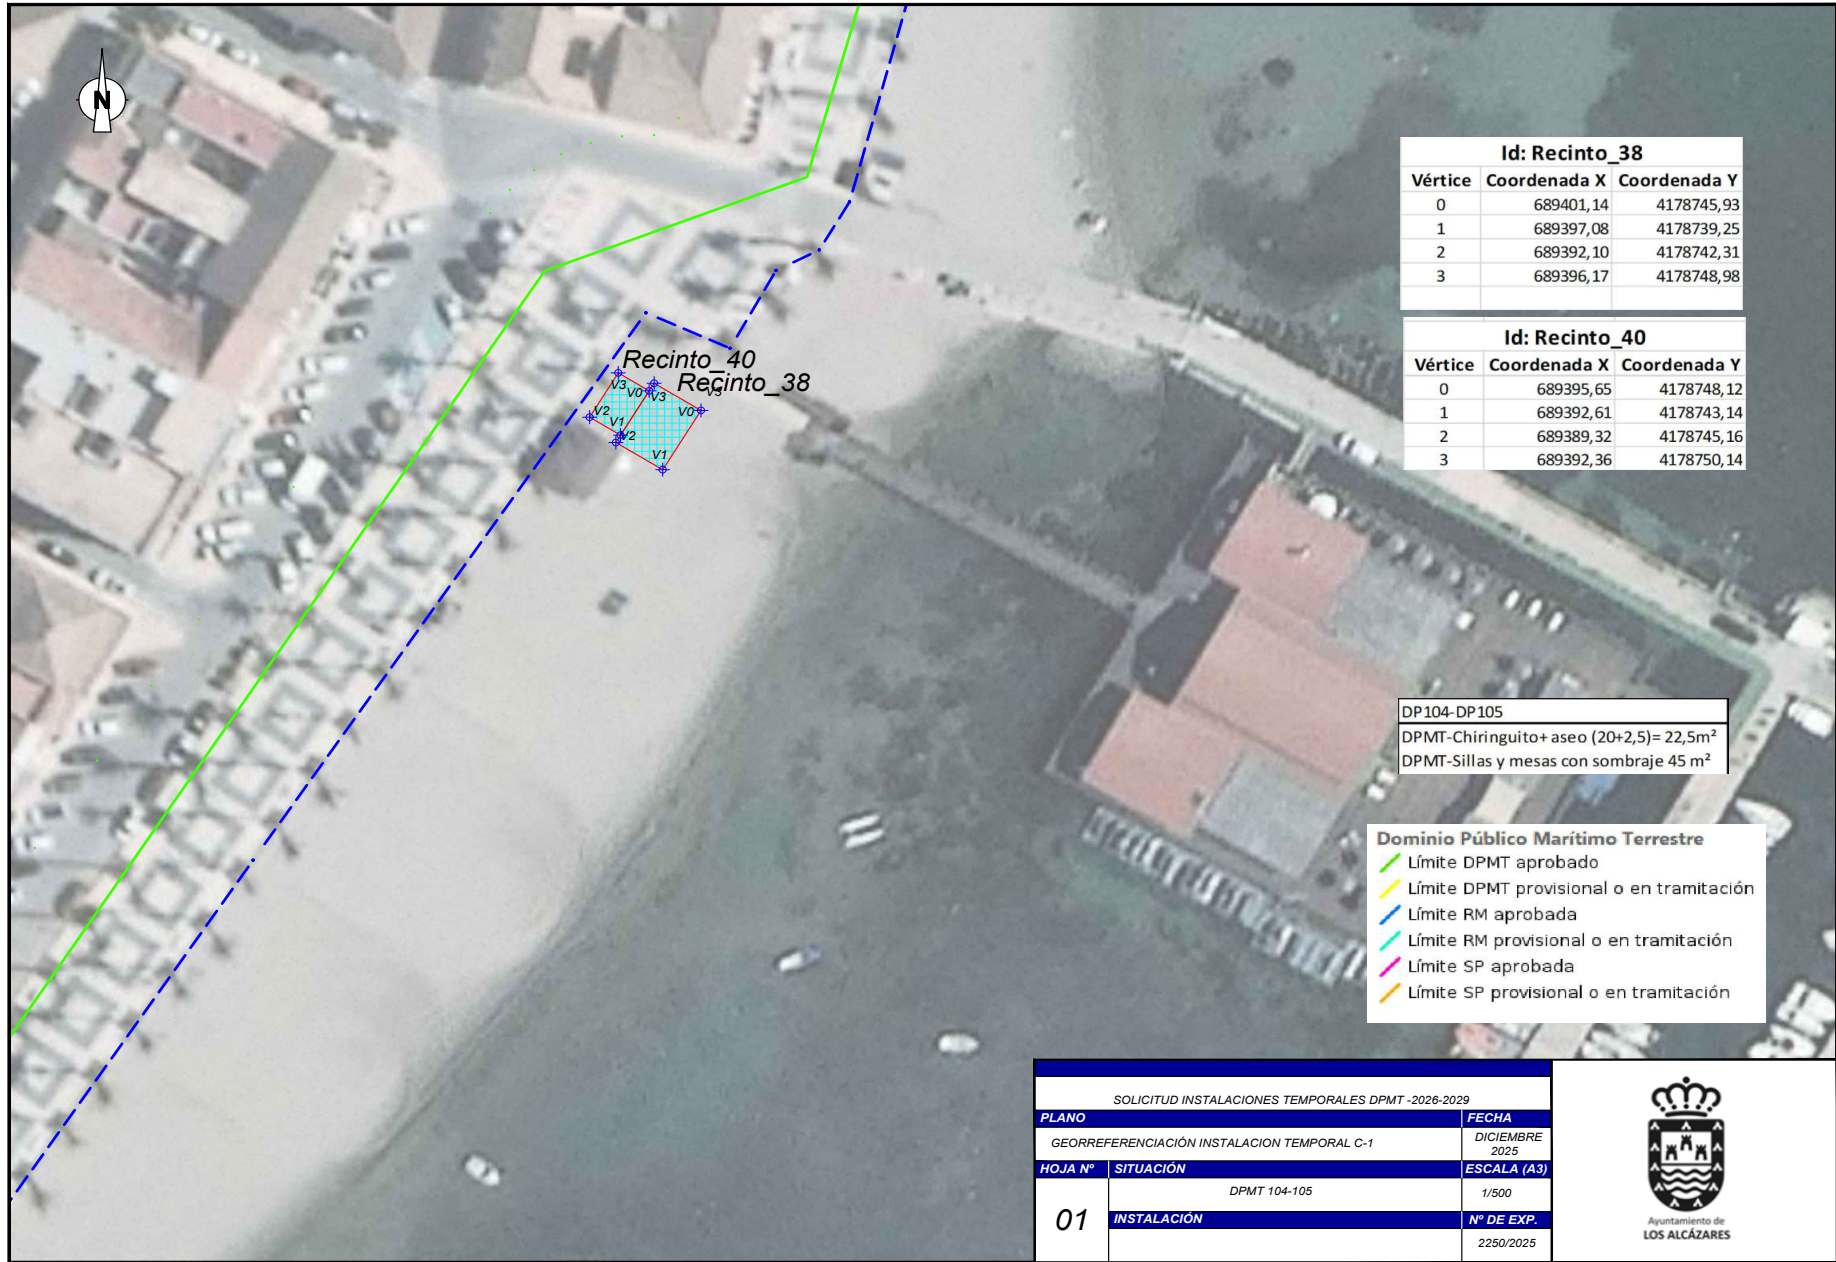 N
Id: Recinto_38
Vértice Coordenada X Coordenada Y
0 689401,14 4178745,93
1 689397,08 4178739,25
2 689392,10 4178742,31
3 689396,17 4178748,98
Id: Recinto_40
Vértice Coordenada X Coordenada Y
0 689395,65 4178748,12
1 689392,61 4178743,14
2 689389,32 4178745,16
3 689392,36 4178750,14
Recinto_40
Recinto_38
V3
V0
V3
V3
V2
V0
V1
V2
V1
DP104-DP105
DPMT-Chiringuito+ aseo (20+2,5)= 22,5m²
DPMT-Sillas y mesas con sombraje 45 m²
Dominio Público Marítimo Terrestre
Límite DPMT aprobado
Límite DPMT provisional o en tramitación
Límite RM aprobada
Límite RM provisional o en tramitación
Límite SP aprobada
Límite SP provisional o en tramitación
SOLICITUD INSTALACIONES TEMPORALES DPMT -2026-2029
PLANO FECHA
GEORREFERENCIACIÓN INSTALACION TEMPORAL C-1 DICIEMBRE
2025
HOJA Nº SITUACIÓN ESCALA (A3)
DPMT 104-105 1/500
01
INSTALACIÓN Nº DE EXP.
2250/2025
Ayuntamiento de
LOS ALCÁZARES